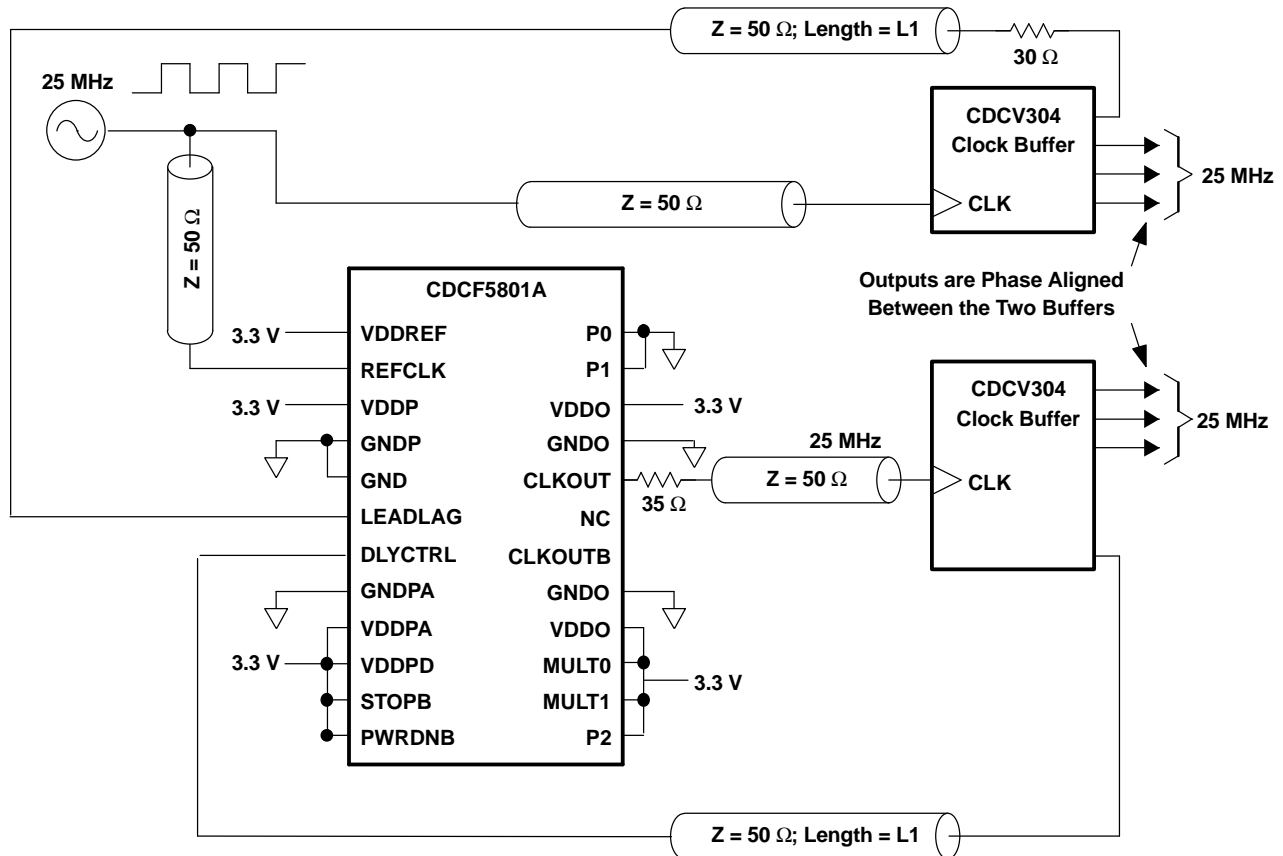 Z = 50 Ω; Length = L1
30 Ω
25 MHz
CDCV304
Clock Buffer
CLK
25 MHz
Z = 50 Ω
Z = 50 Ω
Outputs are Phase Aligned
Between the Two Buffers
CDCF5801A
3.3 V
VDDREF
P0
REFCLK
P1
3.3 V
VDDP
VDDO
3.3 V
GNDP
GNDO
GND
CLKOUT
35 Ω
25 MHz
Z = 50 Ω
CDCV304
Clock Buffer
CLK
25 MHz
LEADLAG
NC
DLYCTRL
CLKOUTB
GNDPA
GNDO
VDDPA
VDDO
3.3 V
VDDPD
MULT0
3.3 V
STOPB
MULT1
PWRDNB
P2
Z = 50 Ω; Length = L1